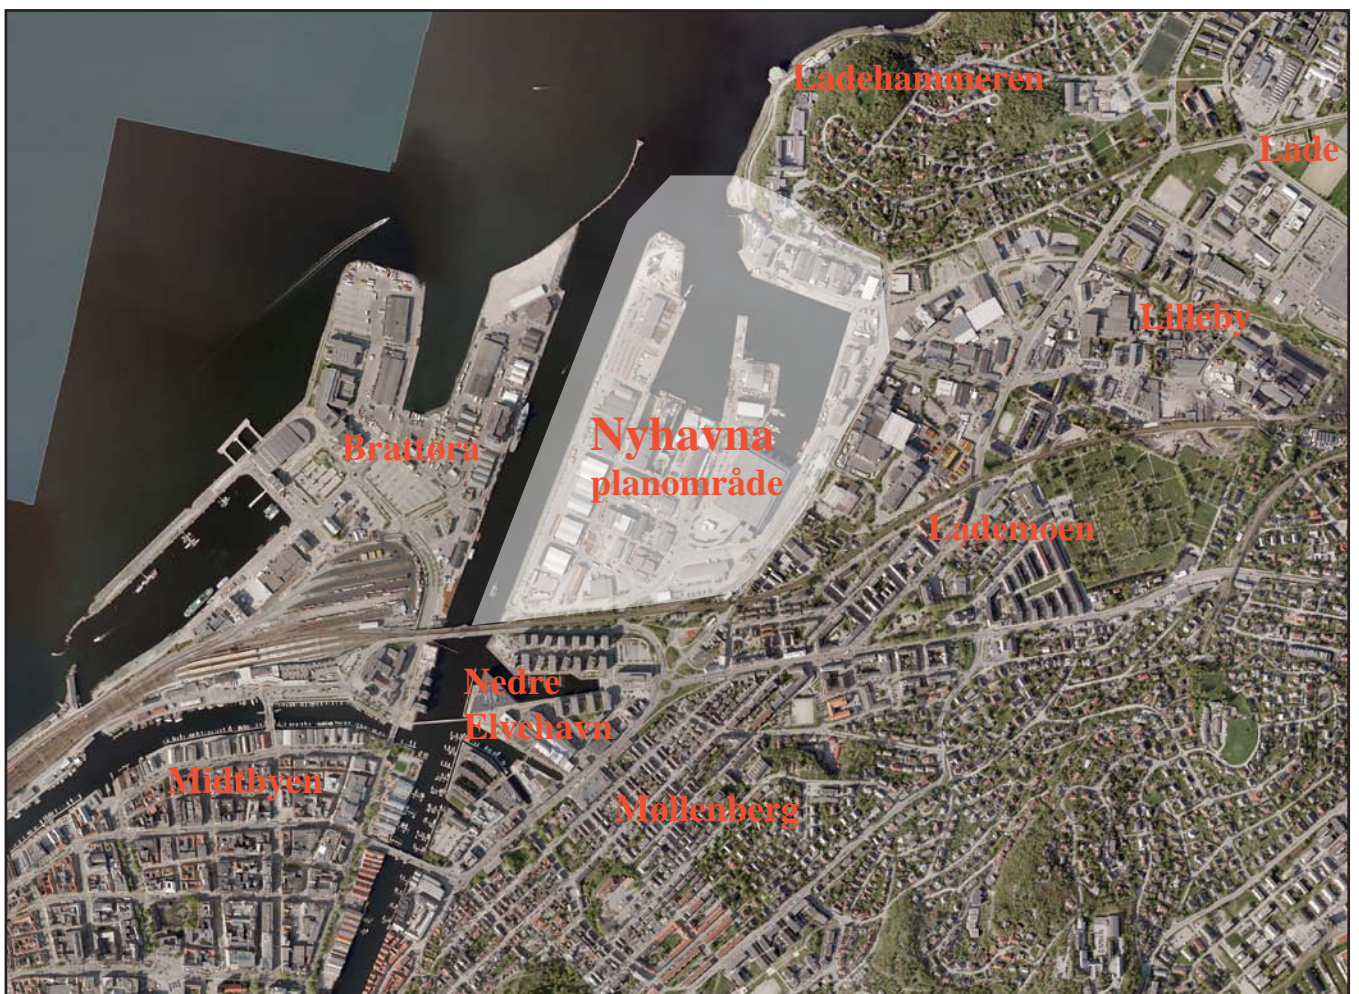 Ladehammeren
Lade
Lilleby
Brattøra
Nyhavna
planområde
Lademoen
Nedre
Elvehavn
Midtbyen
Møllenberg